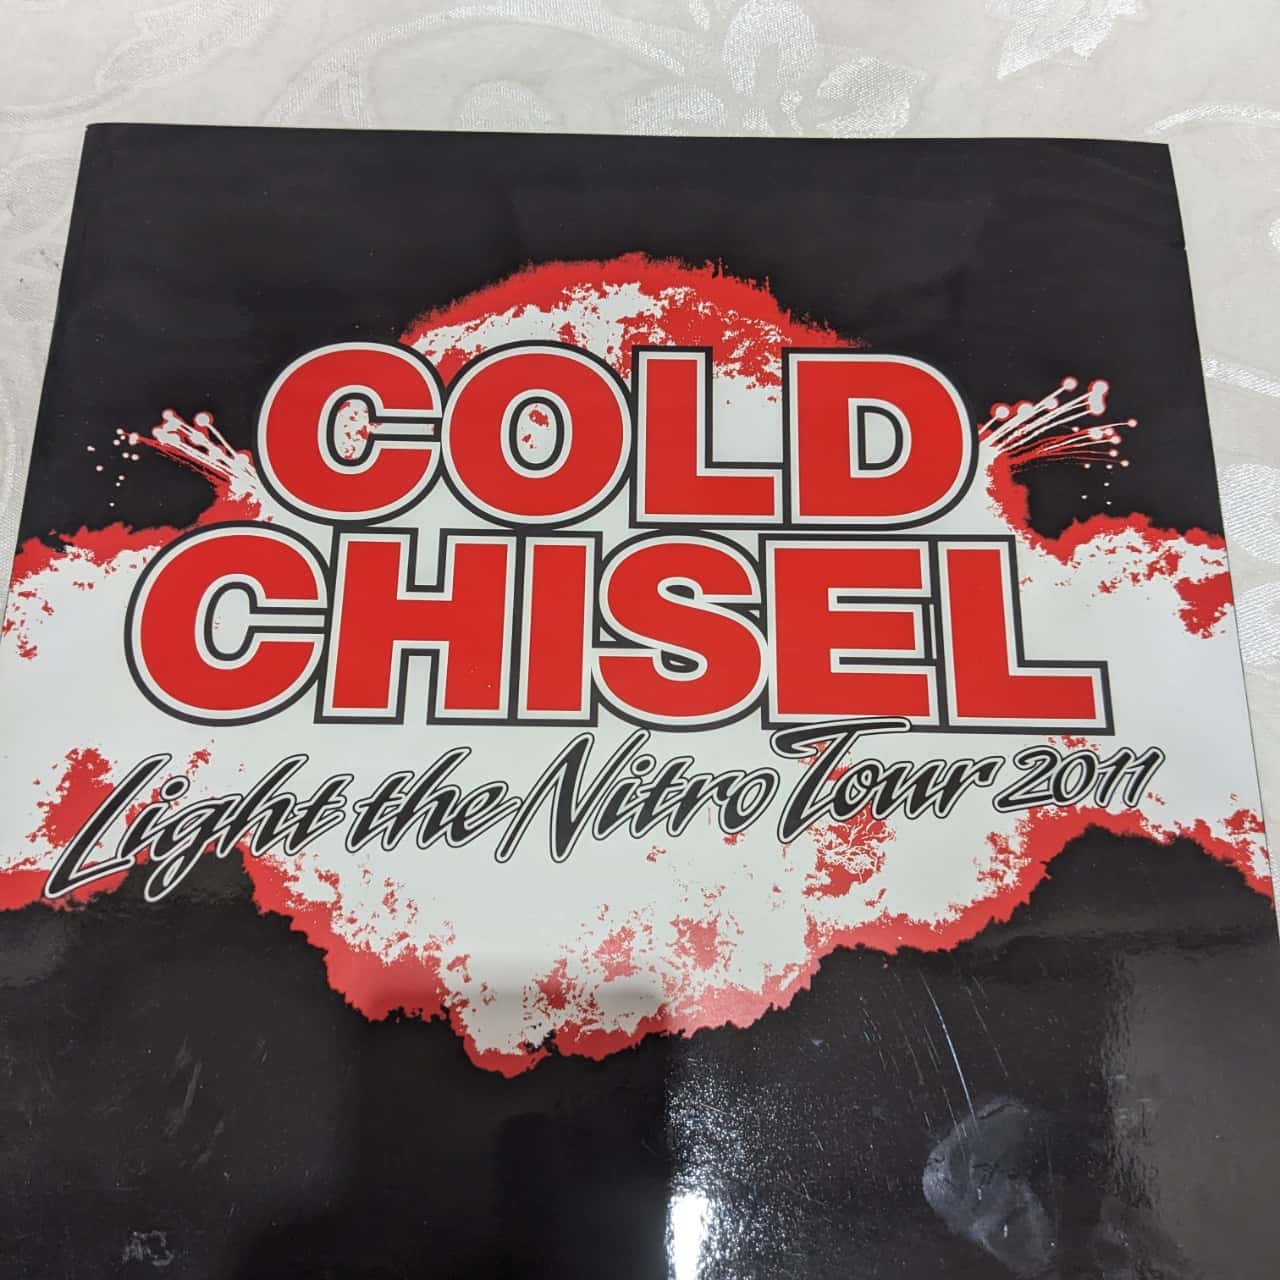 COLD
CHISEL
Light the Nitro Tour 2011